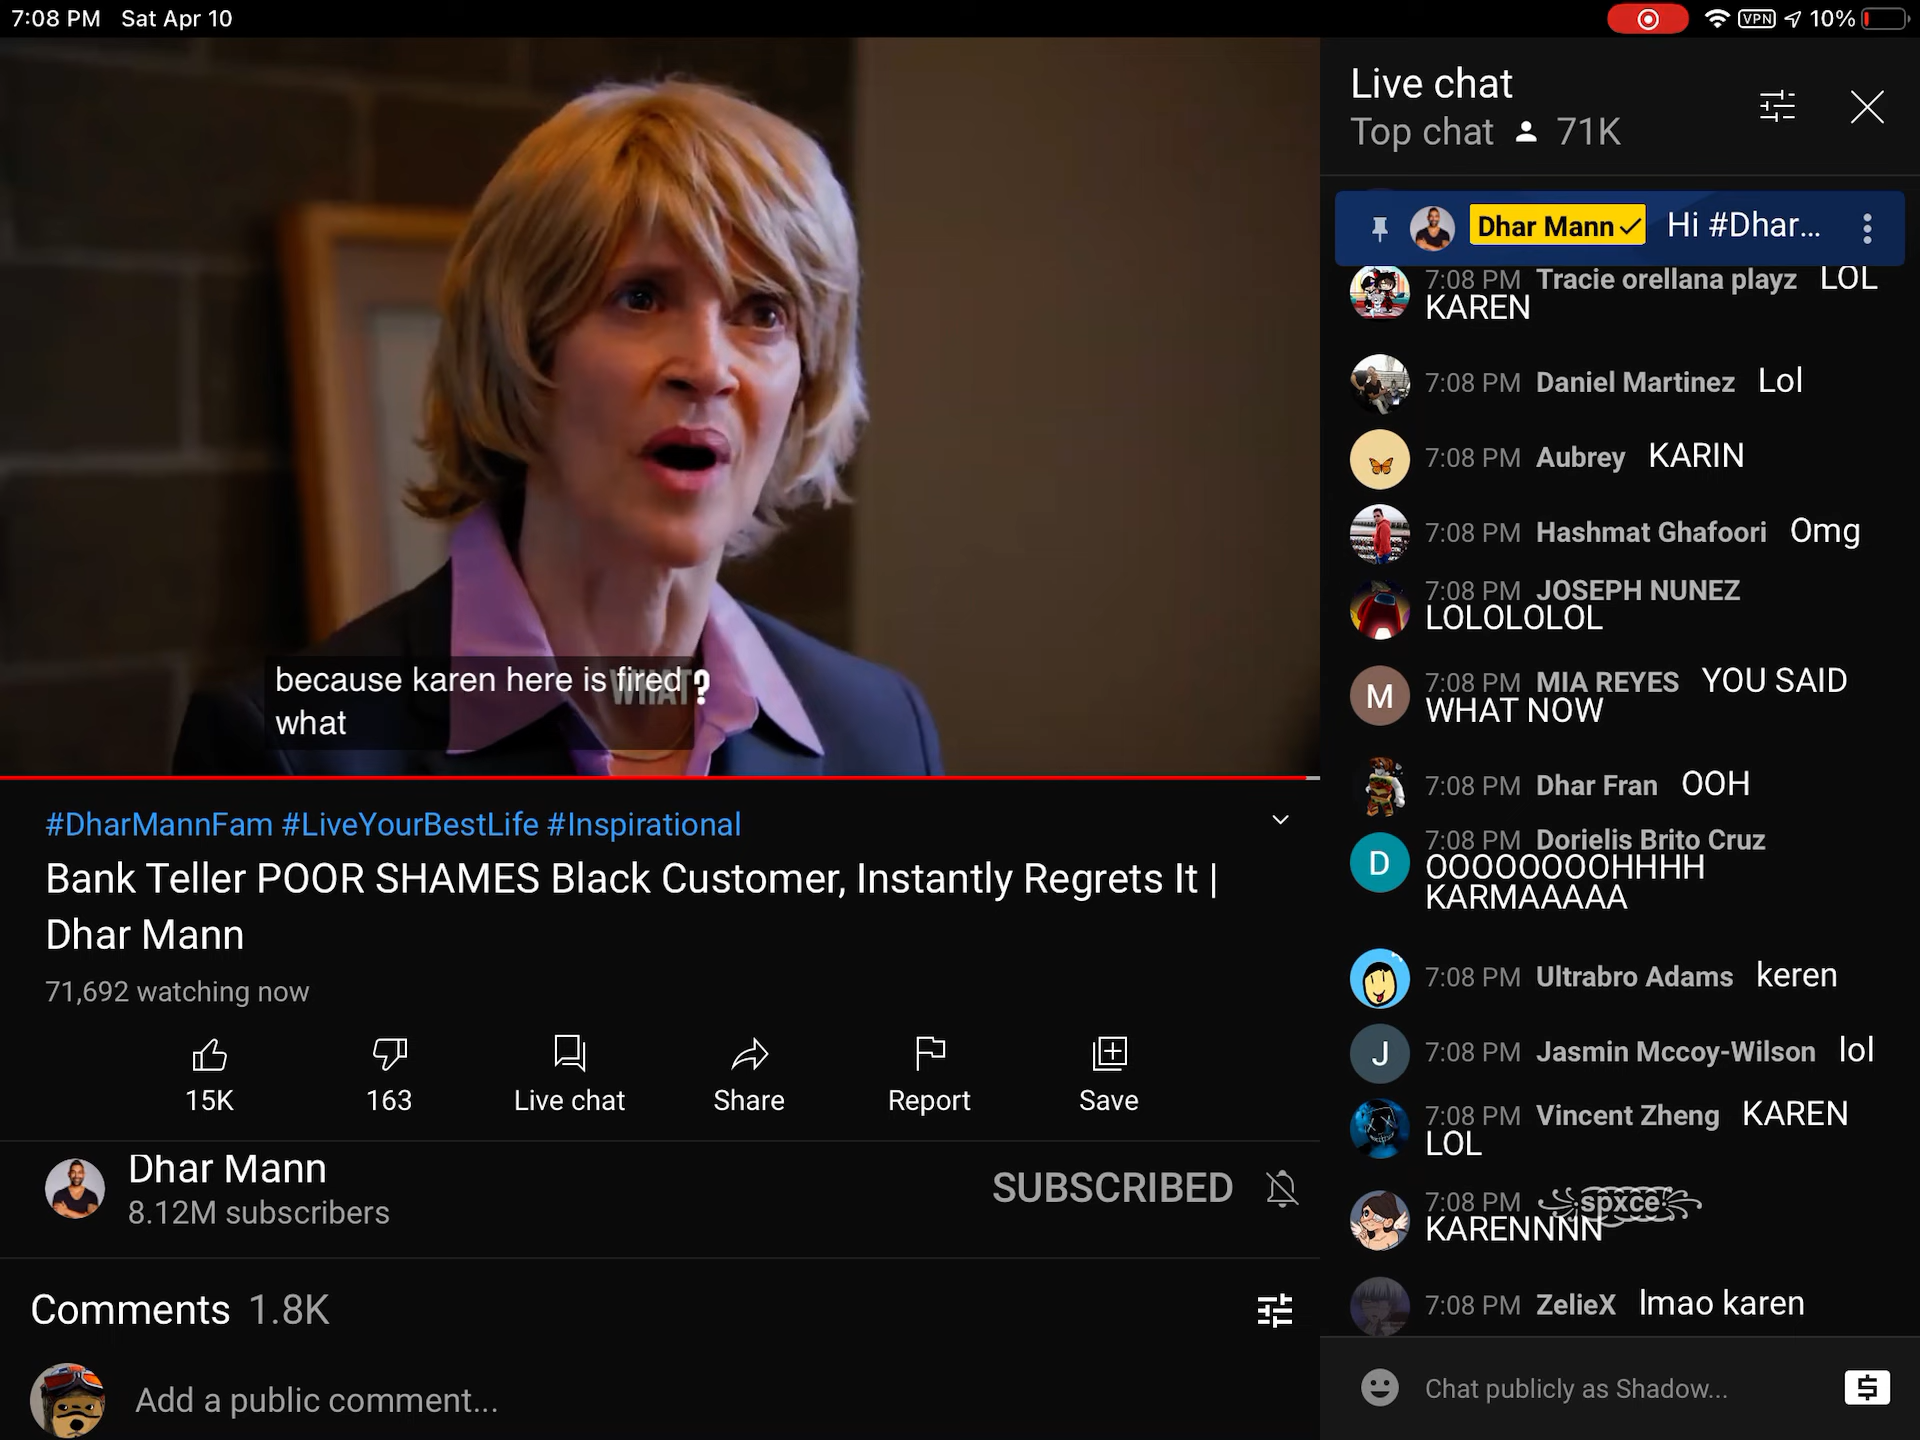 7:08 PM Sat Apr 10
VPN 10%
because karen here is fired
WHAT?
what
#DharMannFam #LiveYourBestLife #Inspirational
Bank Teller POOR SHAMES Black Customer, Instantly Regrets It |
Dhar Mann
71,692 watching now
15K 163 Live chat Share Report Save
Dhar Mann
8.12M subscribers
SUBSCRIBED
Comments 1.8K
Add a public comment...
Live chat
Top chat 71K
Dhar Mann Hi #Dhar...
7:08 PM Tracie orellana playz LOL
KAREN
7:08 PM Daniel Martinez Lol
7:08 PM Aubrey KARIN
7:08 PM Hashmat Ghafoori Omg
7:08 PM JOSEPH NUNEZ
LOLOLOLOL
7:08 PM MIA REYES YOU SAID
WHAT NOW
7:08 PM Dhar Fran OOH
7:08 PM Dorielis Brito Cruz
OOOOOOOOHHHH
KARMAAAAA
7:08 PM Ultrabro Adams keren
7:08 PM Jasmin Mccoy-Wilson lol
7:08 PM Vincent Zheng KAREN
LOL
7:08 PM spxce
KARENNNN
7:08 PM ZelieX lmao karen
Chat publicly as Shadow...
M
D
J